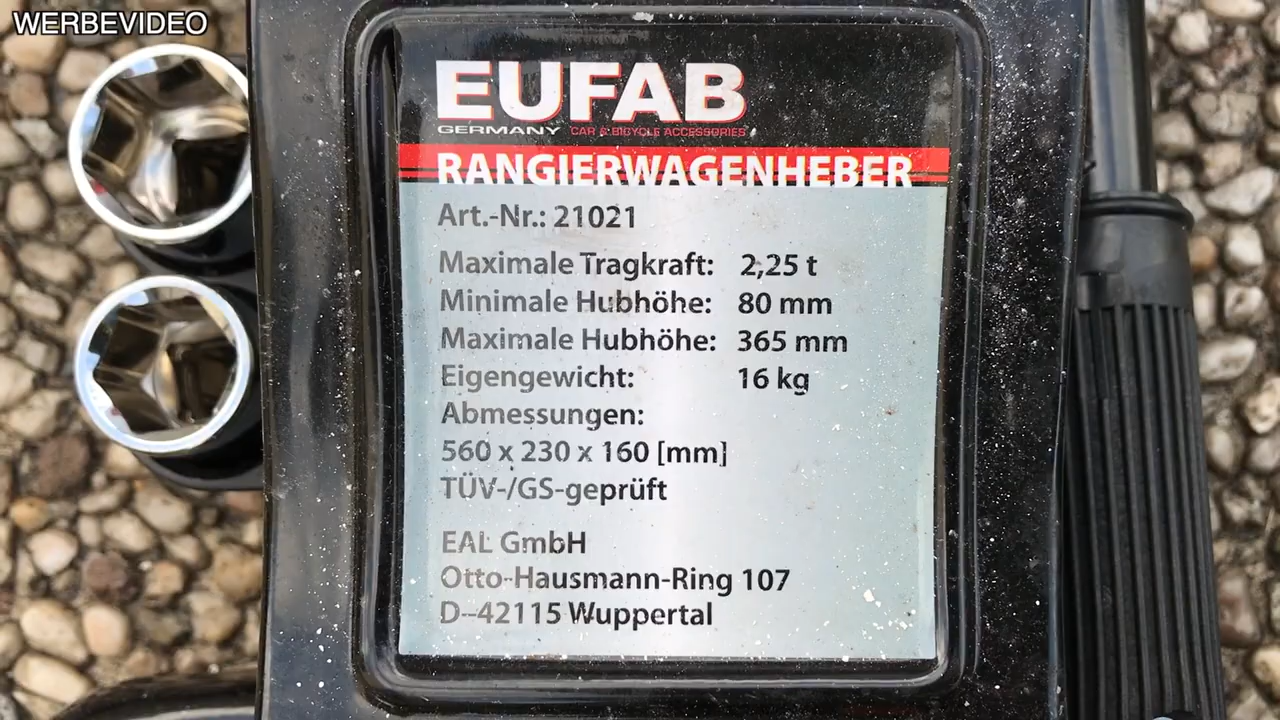 WERBEVIDEO
EUFAB
GERMANY CAR & BICYCLE ACCESSORIES
RANGIERWAGENHEBER
Art.-Nr.: 21021
Maximale Tragkraft: 2,25 t
Minimale Hubhöhe: 80 mm
Maximale Hubhöhe: 365 mm
Eigengewicht: 16 kg
Abmessungen:
560 x 230 x 160 [mm]
TÜV-/GS-geprüft
EAL GmbH
Otto-Hausmann-Ring 107
D-42115 Wuppertal